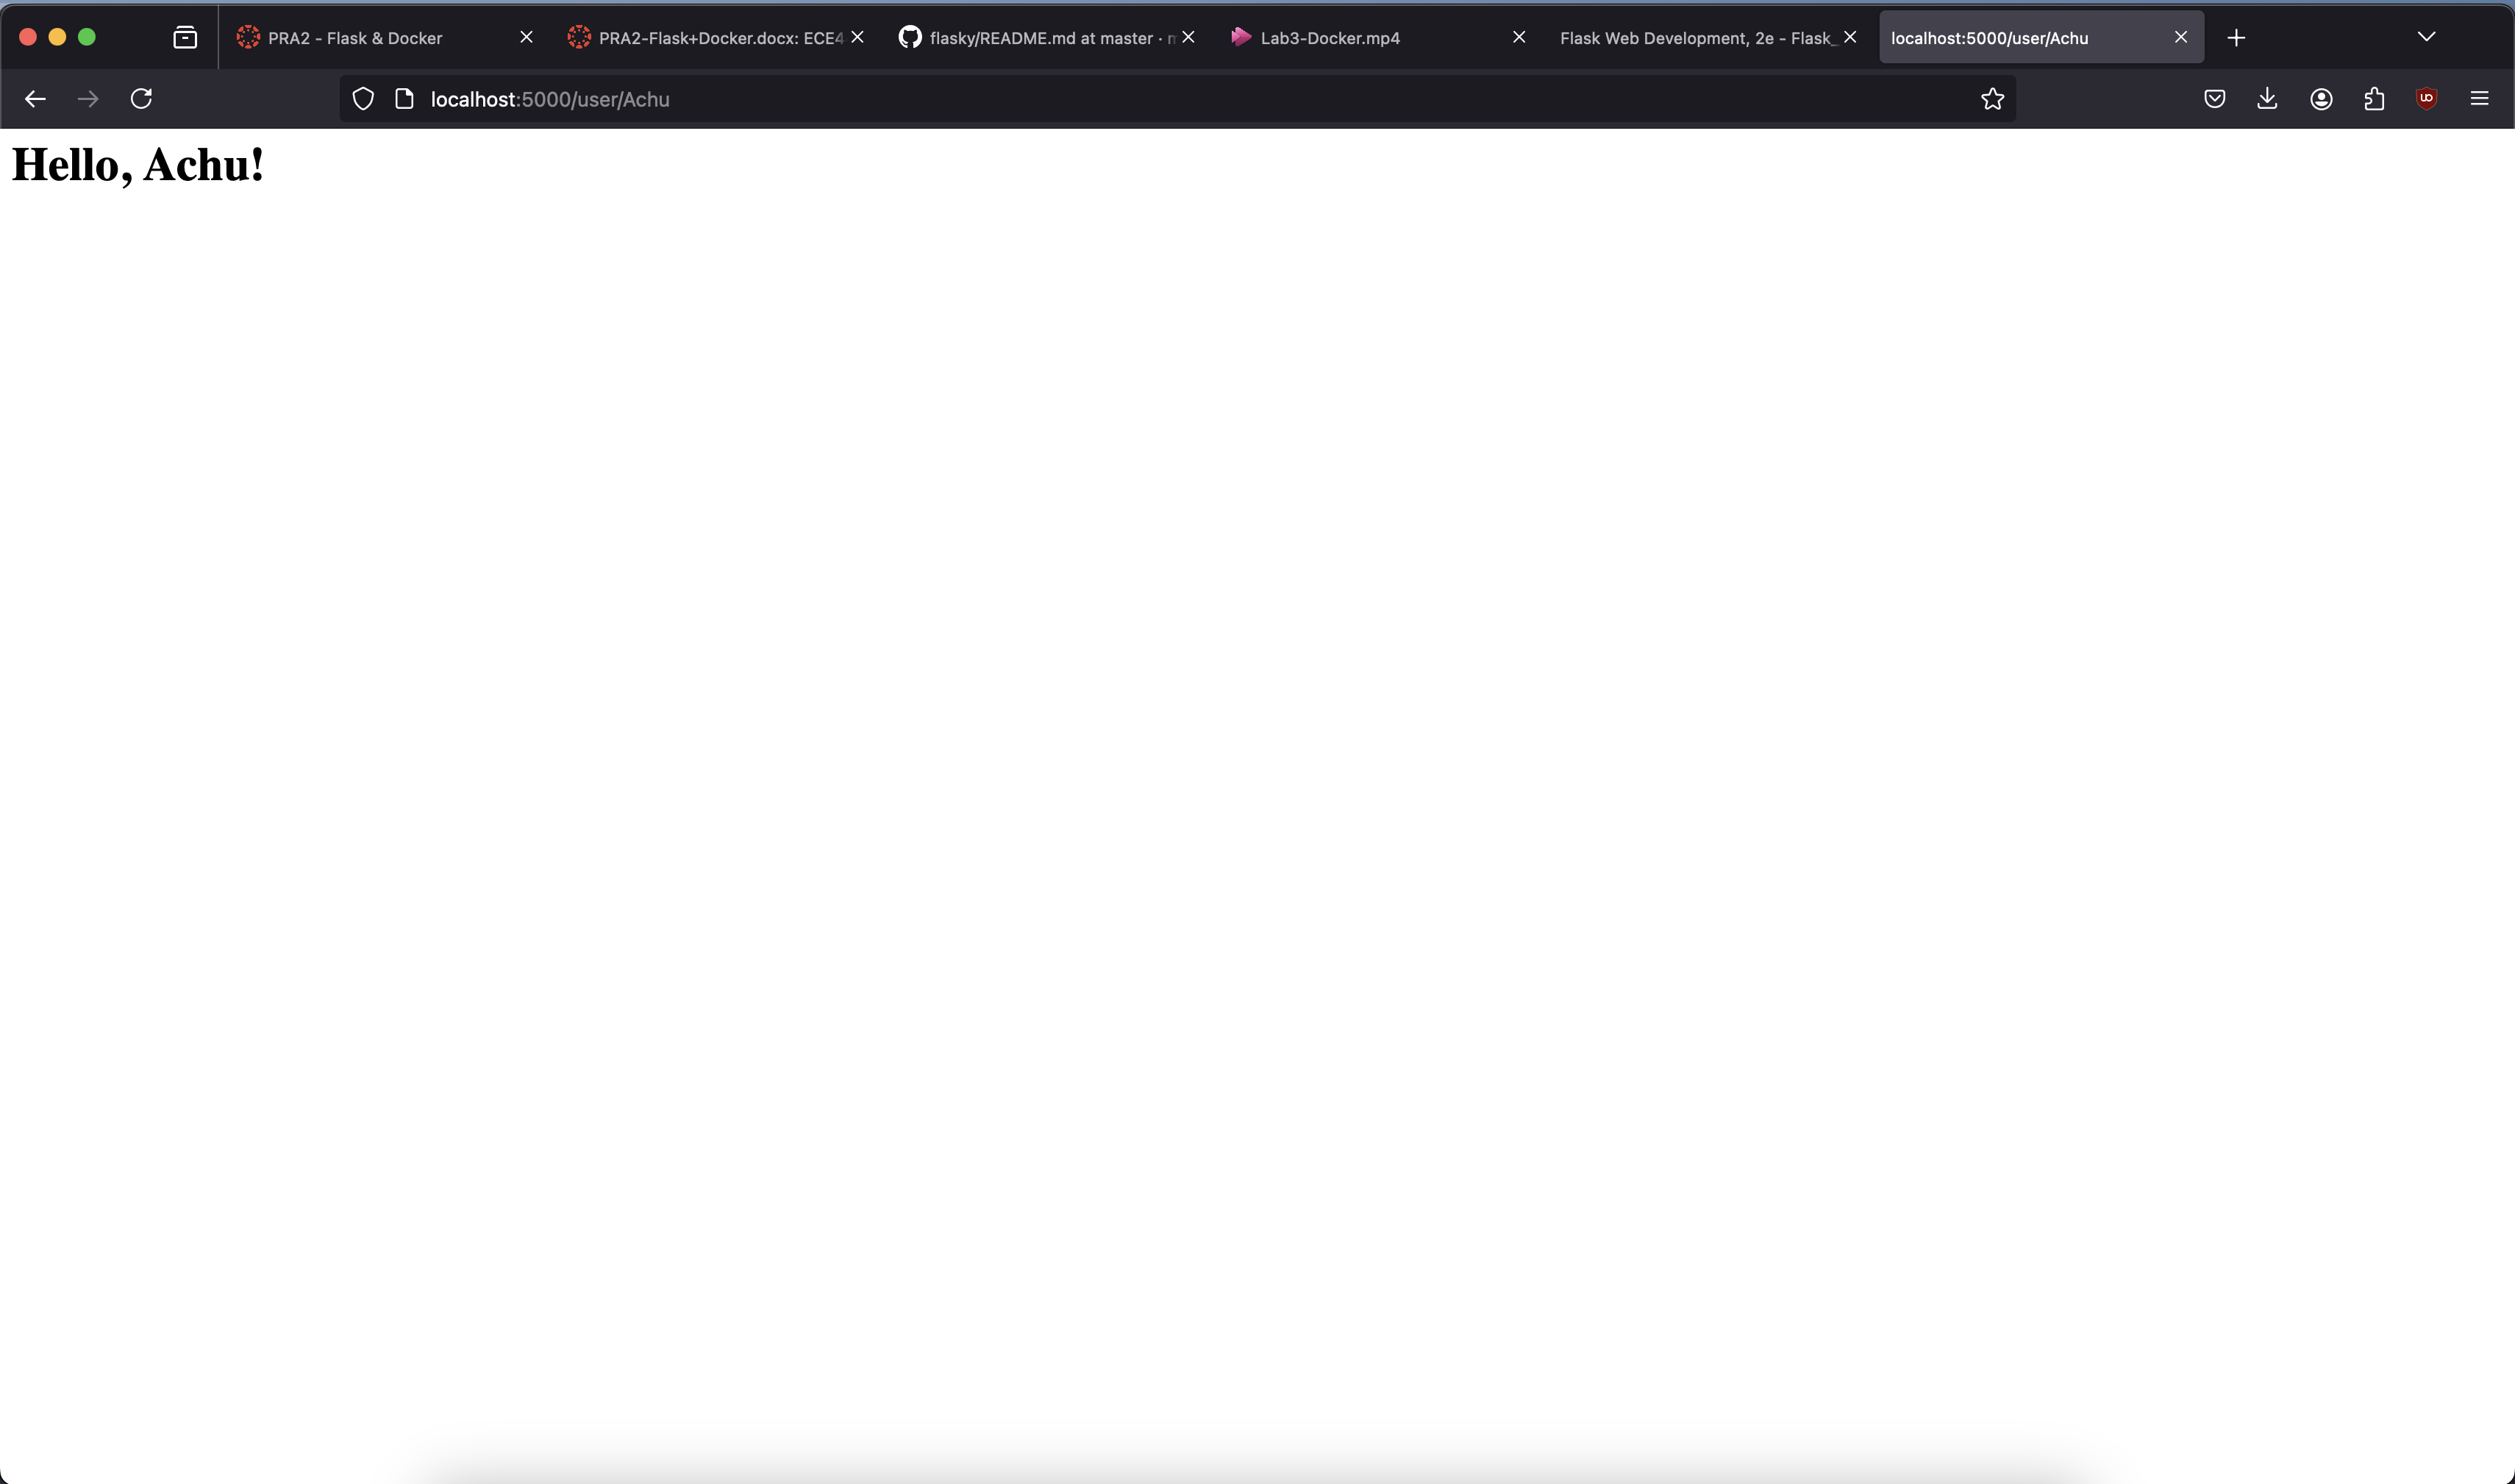 PRA2 - Flask & Docker
PRA2-Flask+Docker.docx: ECE4
flasky/README.md at master ·
Lab3-Docker.mp4
Flask Web Development, 2e - Flask_
localhost:5000/user/Achu
localhost:5000/user/Achu
Hello, Achu!